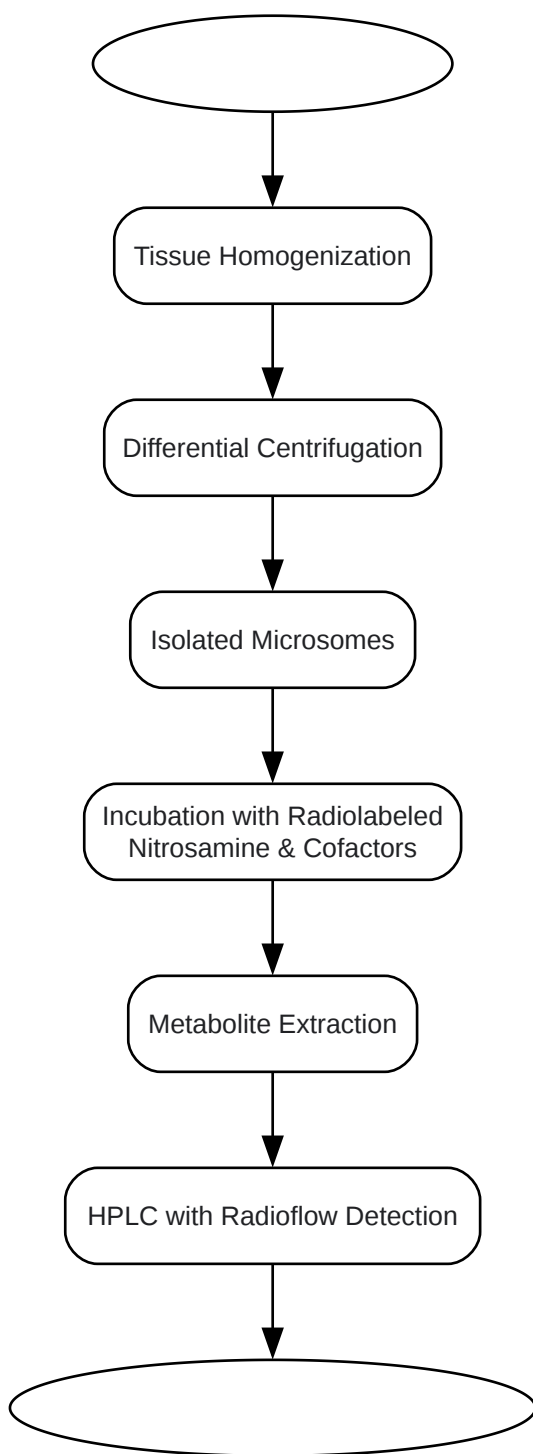 Tissue Homogenization
Differential Centrifugation
Isolated Microsomes
Incubation with Radiolabeled
Nitrosamine & Cofactors
Metabolite Extraction
HPLC with Radioflow Detection